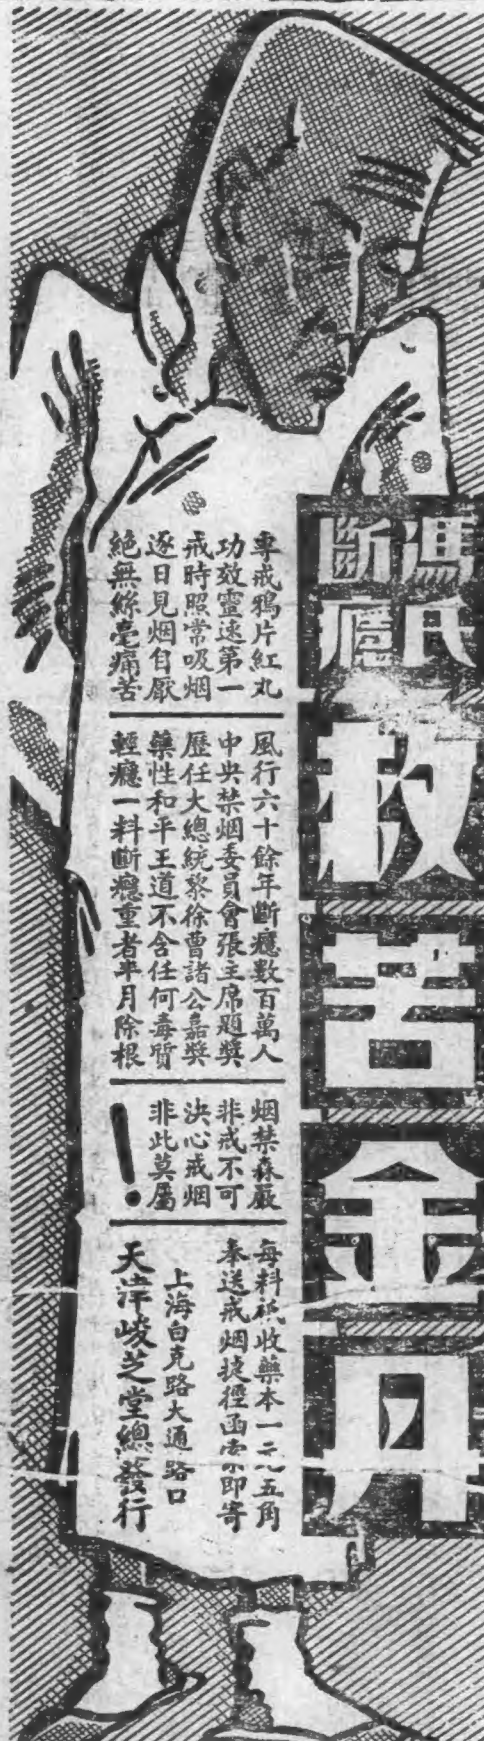 馮氏
斷癮
救苦金丹
專戒鴉片紅丸
功效靈速第一
戒時照常吸烟
逐日見烟自厭
絕無絲毫痛苦
風行六十餘年斷癮數百萬人
中央禁烟委員會張主席題獎
歷任大總統黎徐曹諸公嘉獎
藥性和平王道不含任何毒質
輕癮一料斷癮重者半月除根
烟禁森嚴
非戒不可
決心戒烟
非此莫屬
！
每料祇收藥本一元五角
奉送戒烟捷徑函索即寄
上海白克路大通路口
天津峻芝堂總發行